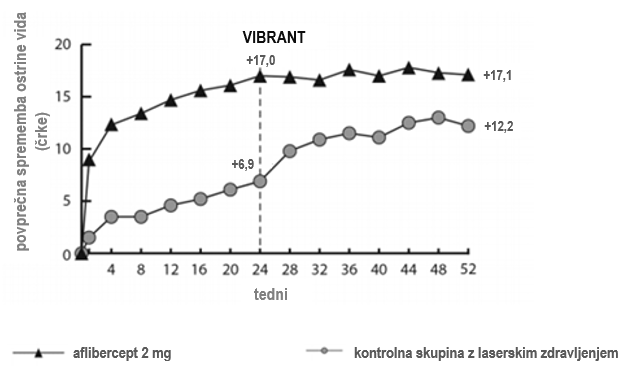 VIBRANT
povprečna sprememba ostrine vida
(črke)
20
15
10
5
0
+17,0
+6,9
+17,1
+12,2
4 8 12 16 20 24 28 32 36 40 44 48 52
tedni
aflibercept 2 mg
kontrolna skupina z laserskim zdravljenjem